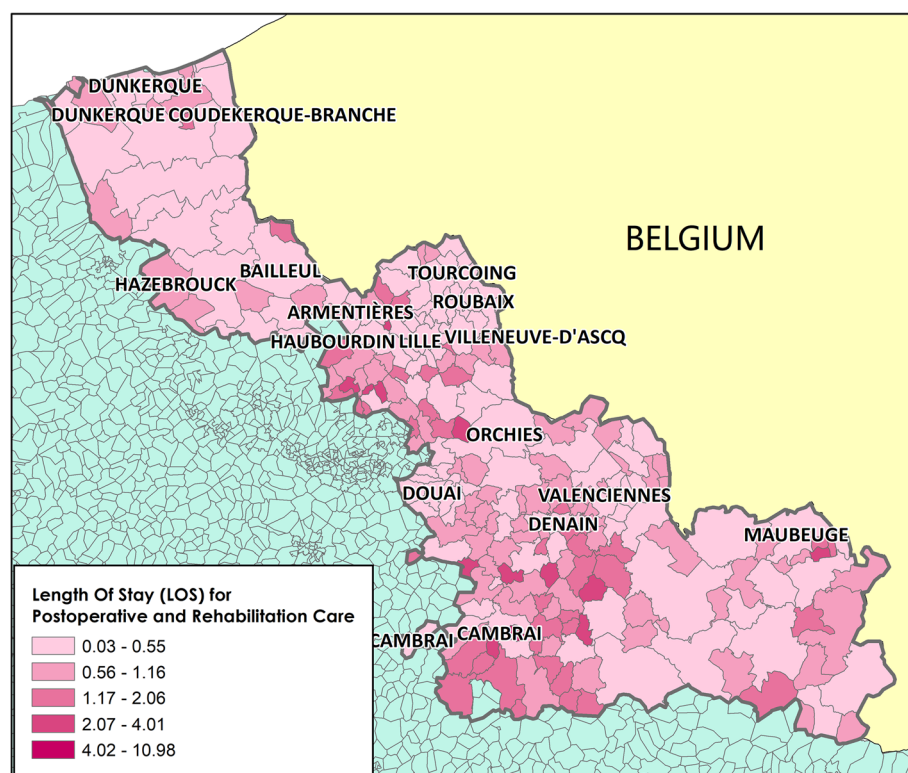 DUNKERQUE
DUNKERQUE COUDEKERQUE-BRANCHE
BELGIUM
BAILLEUL
TOURCOING
HAZEBROUCK
ROUBAIX
ARMENTIÈRES
HAUBOURDIN LILLE VILLENEUVE-D'ASCQ
ORCHIES
DOUAI
VALENCIENNES
DENAIN
MAUBEUGE
CAMBRAI CAMBRAI
Length Of Stay (LOS) for
Postoperative and Rehabilitation Care
0.03 - 0.55
0.56 - 1.16
1.17 - 2.06
2.07 - 4.01
4.02 - 10.98